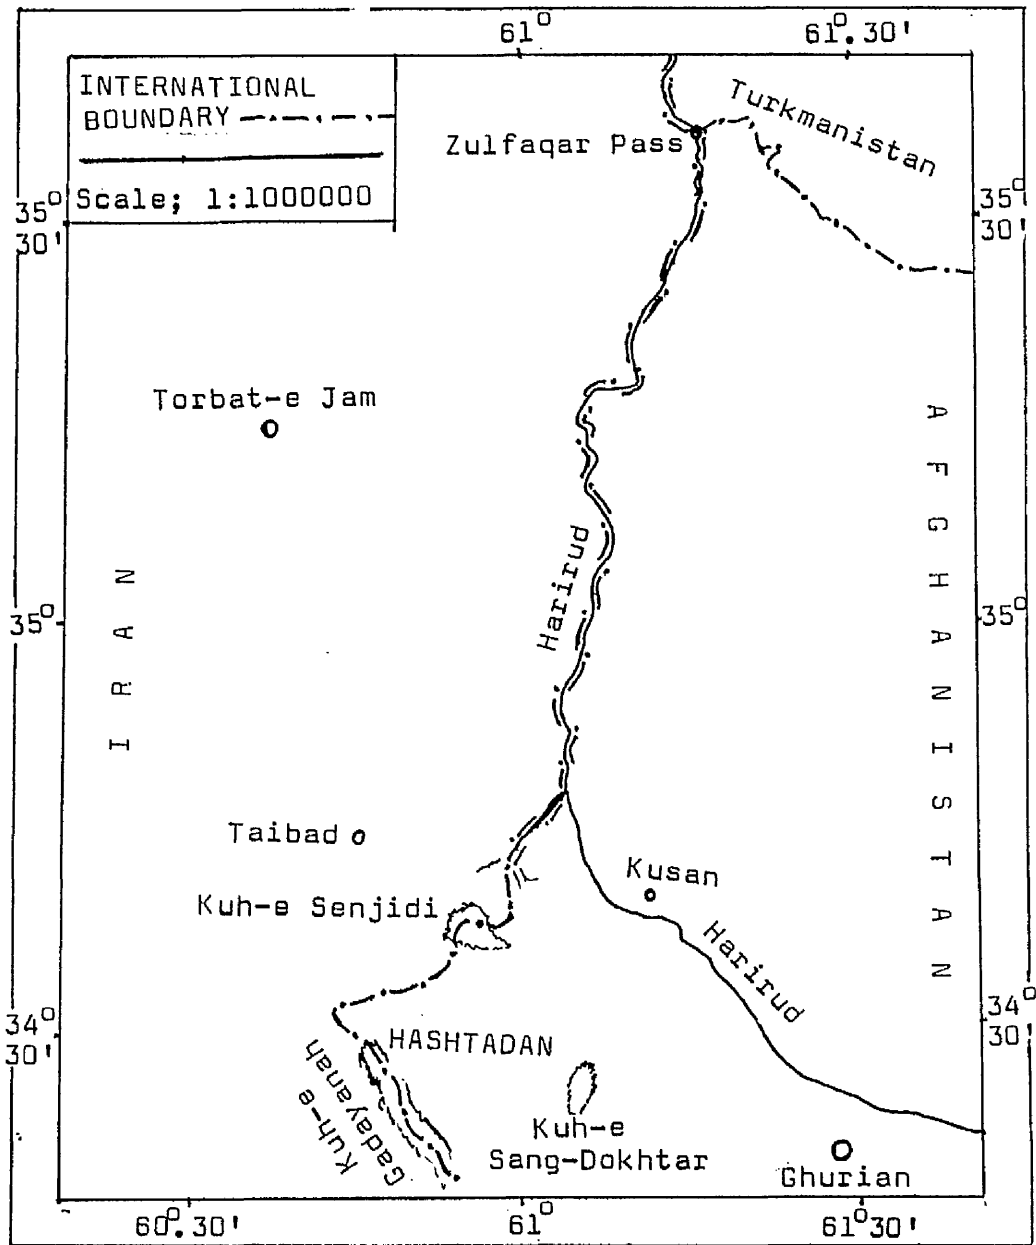 61° 61°.30'
INTERNATIONAL
BOUNDARY
Scale; 1:1000000
Turkmanistan
Zulfaqar Pass
35°
30'
35°
30'
Torbat-e Jam
AFGHANISTAN
IRAN
Harirud
35°
35°
Taibad
Kusan
Kuh-e Senjidi
Harirud
34°
30'
34°
30'
HASHTADAN
Kuh-e
Gadayanah
Kuh-e
Sang-Dokhtar
Ghurian
60°.30' 61° 61°30'